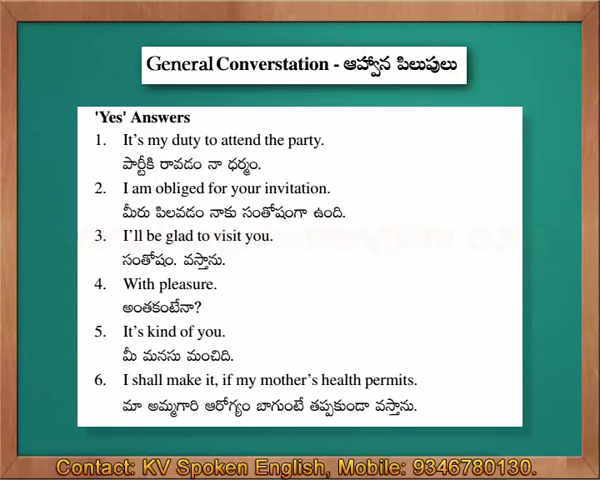 General Converstation - ఆహ్వాన పిలుపులు
'Yes' Answers
1. It's my duty to attend the party.
పార్టీకి రావడం నా ధర్మం.
2. I am obliged for your invitation.
మీరు పిలవడం నాకు సంతోషంగా ఉంది.
3. I'll be glad to visit you.
సంతోషం. వస్తాను.
4. With pleasure.
అంతకంటేనా?
5. It's kind of you.
మీ మనసు మంచిది.
6. I shall make it, if my mother's health permits.
మా అమ్మగారి ఆరోగ్యం బాగుంటే తప్పకుండా వస్తాను.
Contact: KV Spoken English, Mobile: 9346780130.